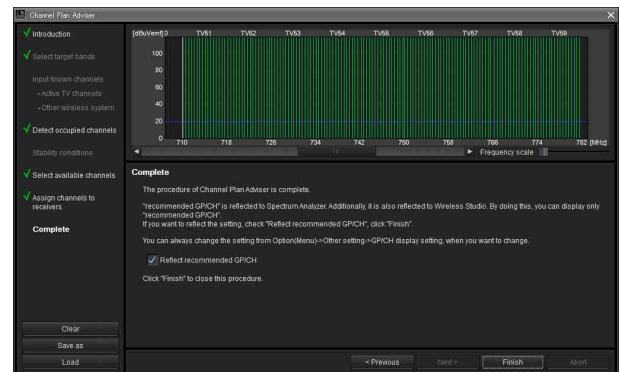 Channel Plan Adviser
Introduction
Select target bands
Input known channels
-Active TV channels
-Other wireless system
Detect occupied channels
Stability conditions
Select available channels
Assign channels to
receivers
Complete
Clear
Save as
Load
[dBuVemf] 0 TV51 TV52 TV53 TV54 TV55 TV56 TV57 TV58 TV59
100
80
60
40
20
0
710 718 726 734 742 750 758 766 774 782 [MHz]
Frequency scale
Complete
The procedure of Channel Plan Adviser is complete.
"recommended GP/CH" is reflected to Spectrum Analyzer. Additionally, it is also reflected to Wireless Studio. By doing this, you can display only
"recommended GP/CH".
If you want to reflect the setting, check "Reflect recommended GP/CH", click "Finish".
You can always change the setting from Option(Menu)->Other setting->GP/CH display setting, when you want to change.
Reflect recommended GP/CH
Click "Finish" to close this procedure.
< Previous
Next >
Finish
Abort